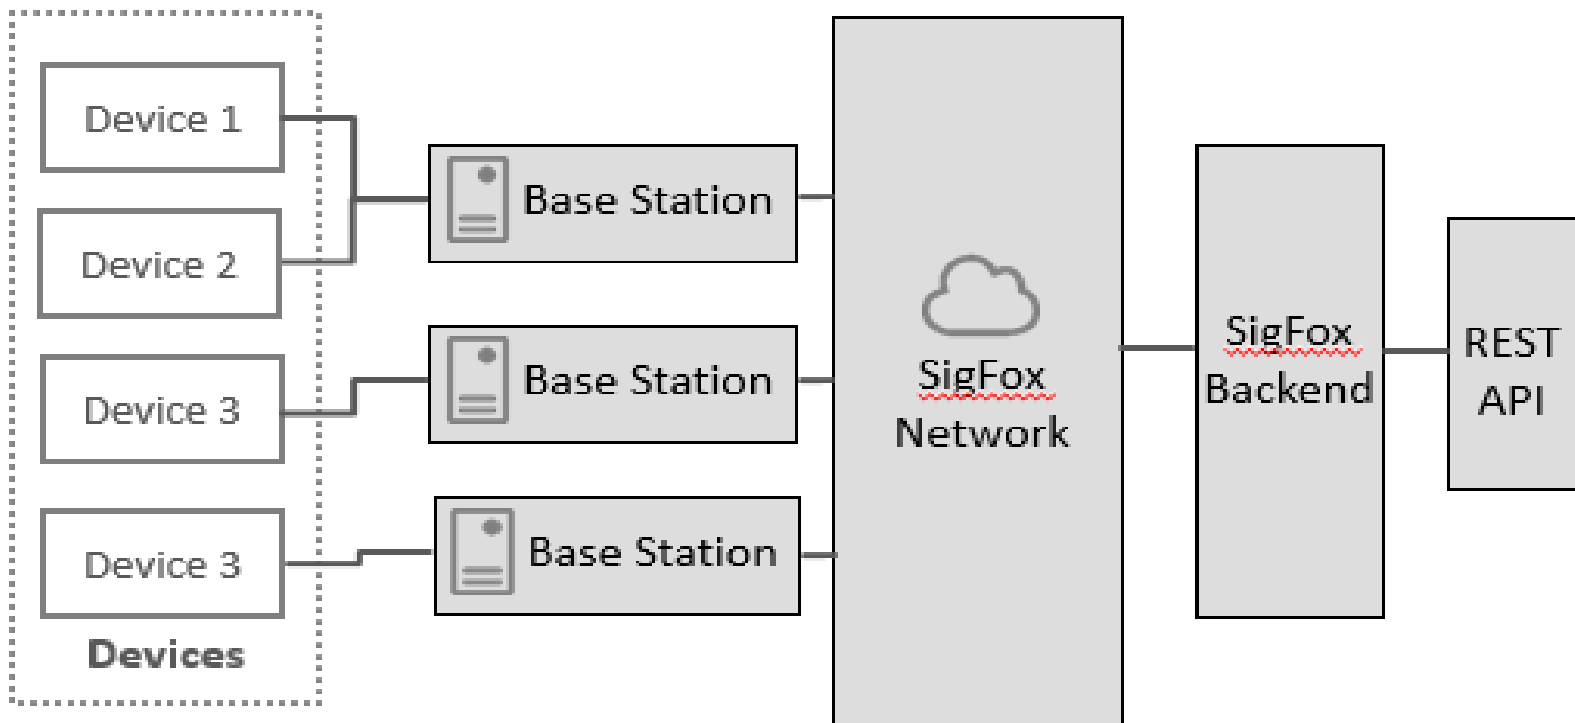 Device 1
Device 2
Device 3
Device 3
Devices
Base Station
Base Station
Base Station
SigFox
Network
SigFox
Backend
REST
API